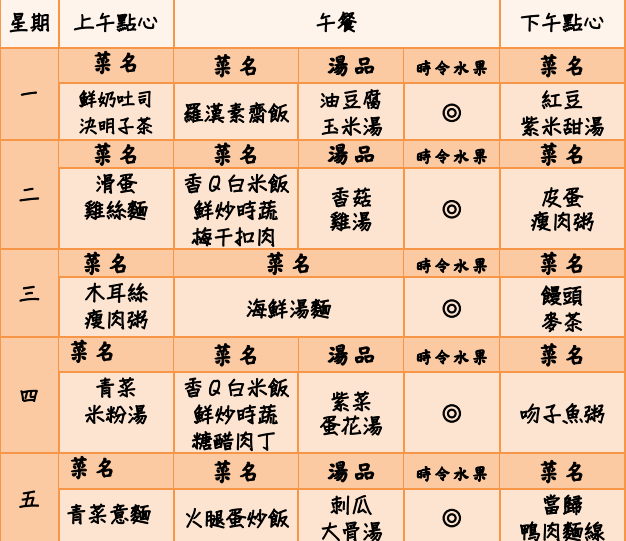 星期 上午點心 午餐 下午點心
一 菜名 菜名 湯品 時令水果 菜名
鮮奶吐司 羅漢素齋飯 油豆腐 ◎ 紅豆
決明子茶 玉米湯 紫米甜湯
二 菜名 菜名 湯品 時令水果 菜名
滑蛋 香Q白米飯 香菇 ◎ 皮蛋
雞絲麵 鮮炒時蔬 雞湯 瘦肉粥
梅干扣肉
三 菜名 菜名 時令水果 菜名
木耳絲 海鮮湯麵 ◎ 饅頭
瘦肉粥 麥茶
四 菜名 菜名 湯品 時令水果 菜名
青菜 香Q白米飯 紫菜 ◎ 吻子魚粥
米粉湯 鮮炒時蔬 蛋花湯
糖醋肉丁
五 菜名 菜名 湯品 時令水果 菜名
青菜意麵 火腿蛋炒飯 刺瓜 ◎ 當歸
大骨湯 鴨肉麵線